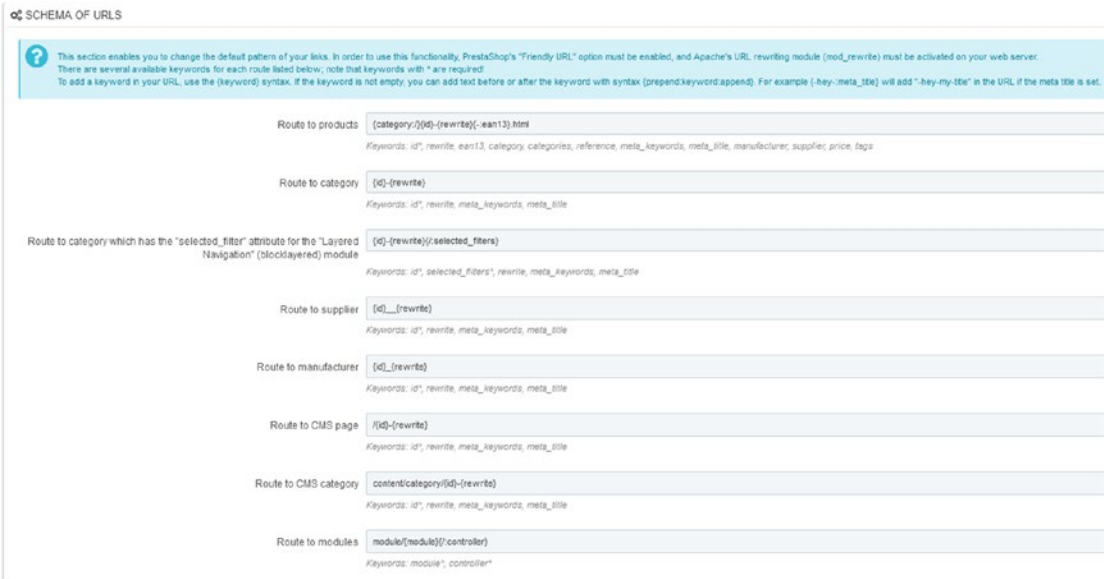 SCHEMA OF URLS
?
This section enables you to change the default pattern of your links. In order to use this functionality, PrestaShop's "Friendly URL" option must be enabled, and Apache's URL rewriting module (mod_rewrite) must be activated on your web server.
There are several available keywords for each route listed below; note that keywords with * are required!
To add a keyword in your URL, use the {keyword} syntax. If the keyword is not empty, you can add text before or after the keyword with syntax {prepend:keyword:append}. For example {-hey-:meta_title} will add "-hey-my-title" in the URL if the meta title is set.
Route to products {category:/}{id}-{rewrite}{-:ean13}.html
Keywords: id*, rewrite, ean13, category, categories, reference, meta_keywords, meta_title, manufacturer, supplier, price, tags
Route to category {id}-{rewrite}
Keywords: id*, rewrite, meta_keywords, meta_title
Route to category which has the "selected_filter" attribute for the "Layered {id}-{rewrite}{/:selected_filters}
Navigation" (blocklayered) module
Keywords: id*, selected_filters*, rewrite, meta_keywords, meta_title
Route to supplier {id}__{rewrite}
Keywords: id*, rewrite, meta_keywords, meta_title
Route to manufacturer {id}_{rewrite}
Keywords: id*, rewrite, meta_keywords, meta_title
Route to CMS page /{id}-{rewrite}
Keywords: id*, rewrite, meta_keywords, meta_title
Route to CMS category content/category/{id}-{rewrite}
Keywords: id*, rewrite, meta_keywords, meta_title
Route to modules module/{module}{/:controller}
Keywords: module*, controller*